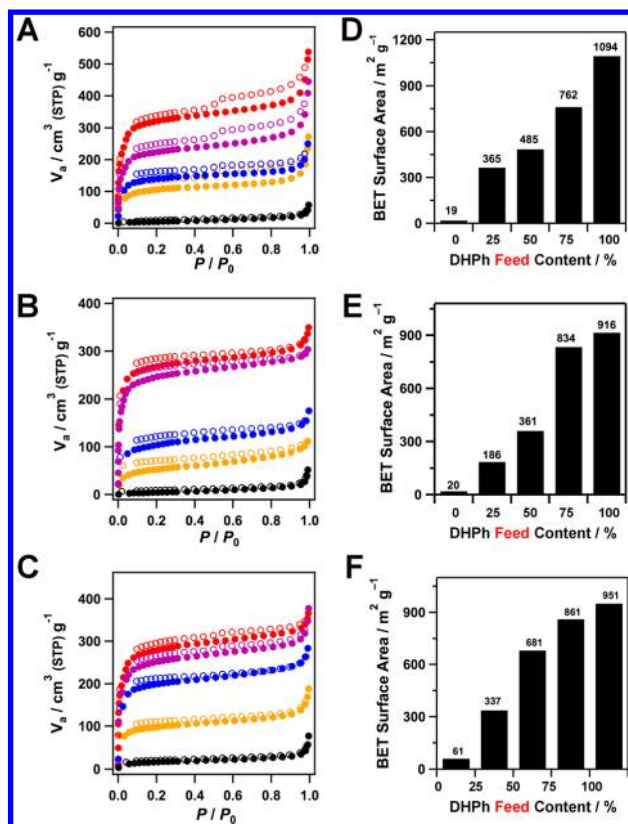 A
V_a / cm³ (STP) g⁻¹
600
500
400
300
200
100
0
0.0 0.2 0.4 0.6 0.8 1.0
P / P₀
D
BET Surface Area / m² g⁻¹
1200
900
600
300
0
19 365 485 762 1094
0 25 50 75 100
DHPh Feed Content / %
B
V_a / cm³ (STP) g⁻¹
400
300
200
100
0
0.0 0.2 0.4 0.6 0.8 1.0
P / P₀
E
BET Surface Area / m² g⁻¹
900
600
300
0
20 186 361 834 916
0 25 50 75 100
DHPh Feed Content / %
C
V_a / cm³ (STP) g⁻¹
400
300
200
100
0
0.0 0.2 0.4 0.6 0.8 1.0
P / P₀
F
BET Surface Area / m² g⁻¹
900
600
300
0
61 337 681 861 951
0 25 50 75 100
DHPh Feed Content / %